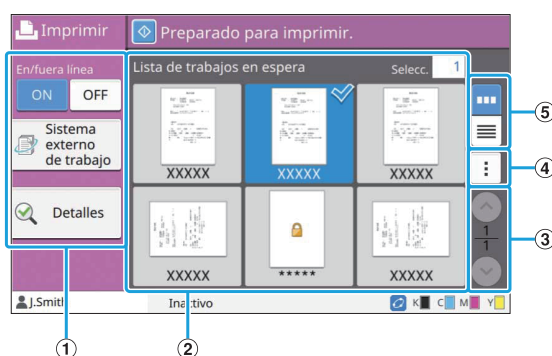 Imprimir
Preparado para imprimir.
En/fuera línea
ON OFF
Sistema
externo
de trabajo
Detalles
Lista de trabajos en espera
Selecc. 1
XXXXX XXXXX XXXXX
XXXXX ***** XXXXX
1
1
J.Smith
Inactivo
K C M Y
5
4
3
1
2